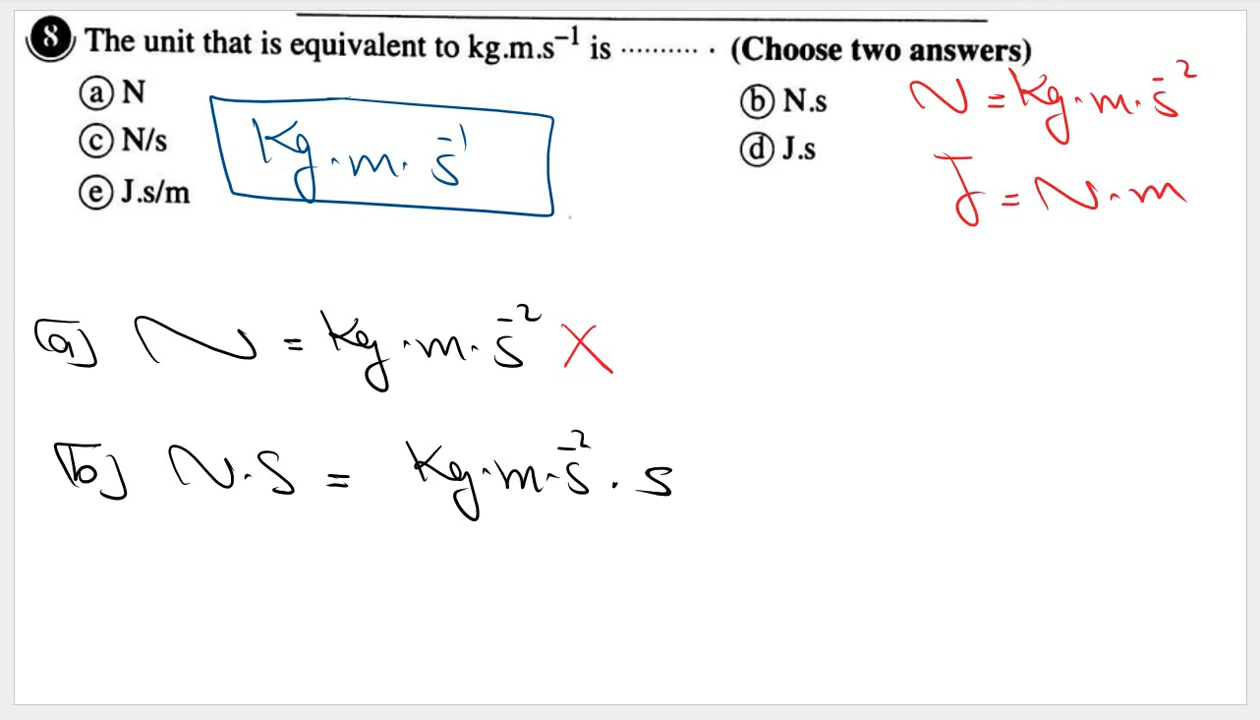 8 The unit that is equivalent to kg.m.s⁻¹ is .......... . (Choose two answers)
a N
b N.s
c N/s
d J.s
e J.s/m
Kg.m.s⁻¹
N = Kg.m.s⁻²
J = N.m
a) N = Kg.m.s⁻² X
b) N.S = Kg.m.s⁻² . s